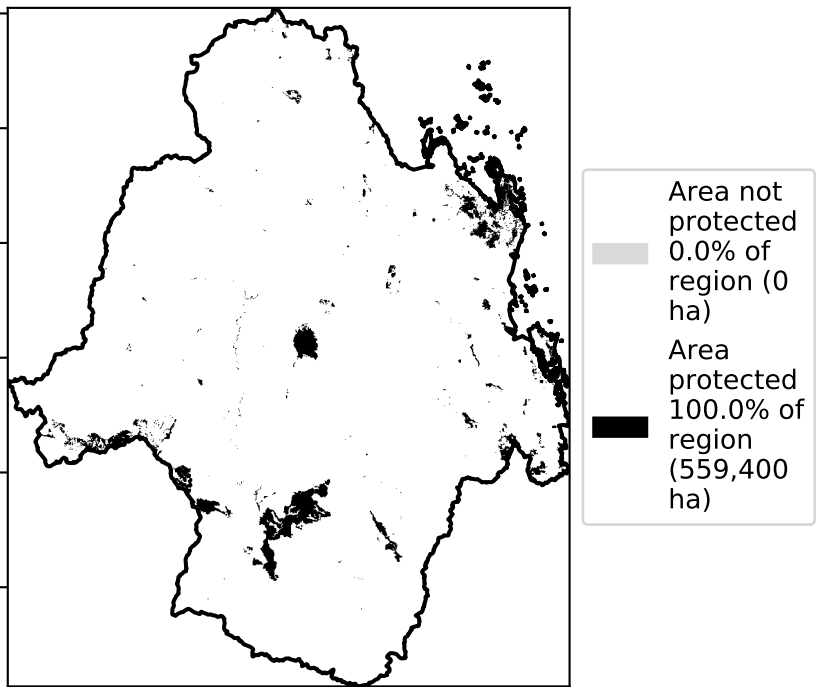 Area not
protected
0.0% of
region (0
ha)
Area
protected
100.0% of
region
(559,400
ha)